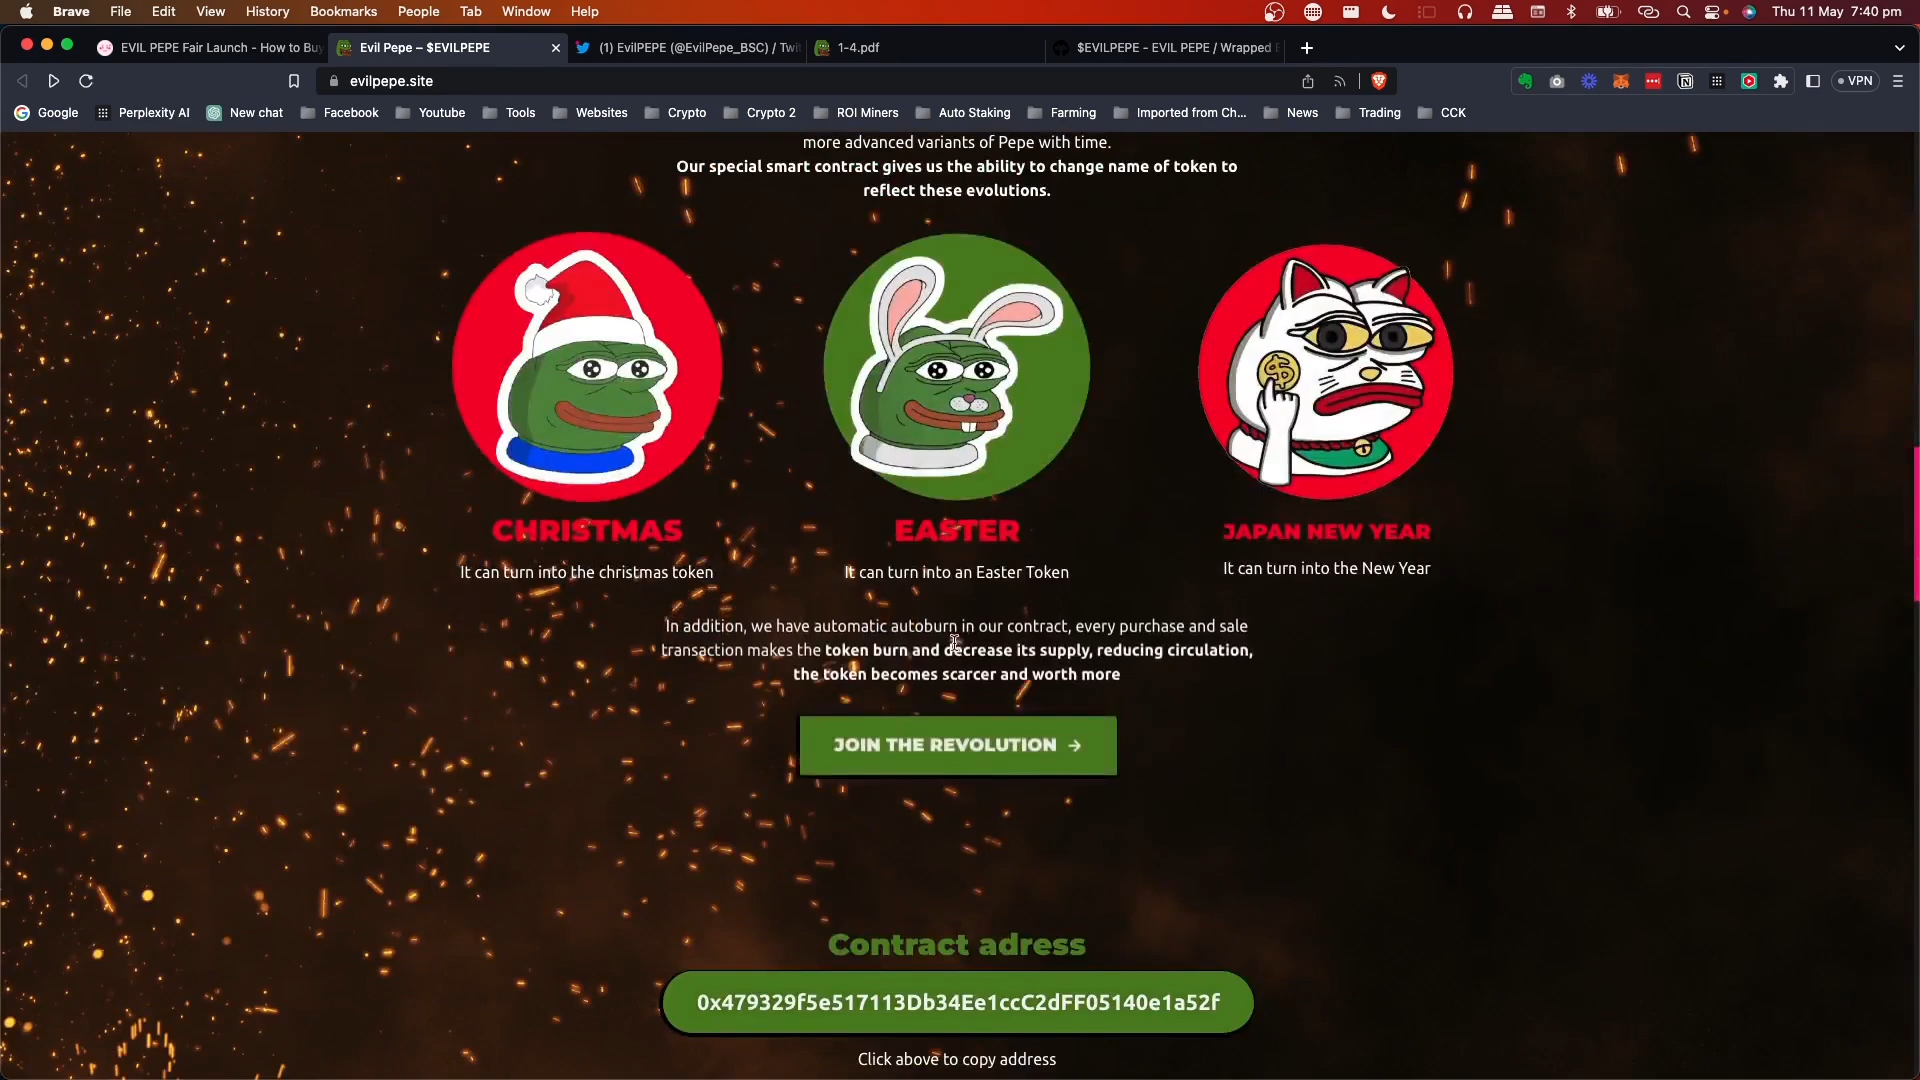 Brave File Edit View History Bookmarks People Tab Window Help Thu 11 May 7:40 pm
EVIL PEPE Fair Launch - How to Buy Evil Pepe – $EVILPEPE (1) EvilPEPE (@EvilPepe_BSC) / Twi 1-4.pdf $EVILPEPE - EVIL PEPE / Wrapped
evilpepe.site VPN
Google Perplexity AI New chat Facebook Youtube Tools Websites Crypto Crypto 2 ROI Miners Auto Staking Farming Imported from Ch... News Trading CCK
more advanced variants of Pepe with time.
Our special smart contract gives us the ability to change name of token to
reflect these evolutions.
$
CHRISTMAS EASTER JAPAN NEW YEAR
It can turn into the christmas token It can turn into an Easter Token It can turn into the New Year
In addition, we have automatic autoburn in our contract, every purchase and sale
transaction makes the token burn and decrease its supply, reducing circulation,
the token becomes scarcer and worth more
JOIN THE REVOLUTION →
Contract adress
0x479329f5e517113Db34Ee1ccC2dFF05140e1a52f
Click above to copy address